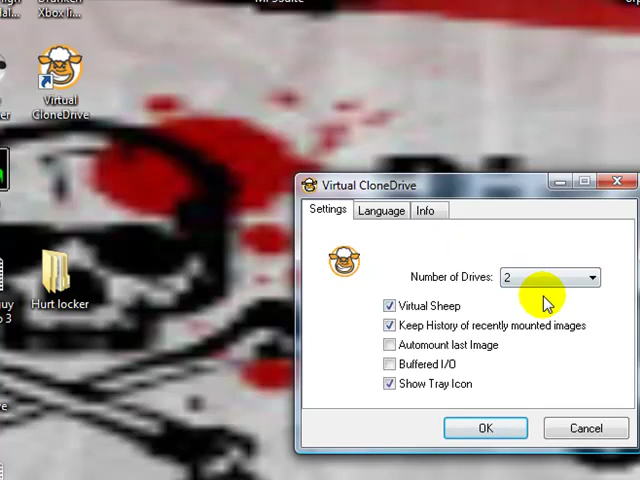 Xbox li...
Virtual
CloneDrive
Hurt locker
Virtual CloneDrive
Settings
Language
Info
Number of Drives: 2
Virtual Sheep
Keep History of recently mounted images
Automount last Image
Buffered I/O
Show Tray Icon
OK
Cancel